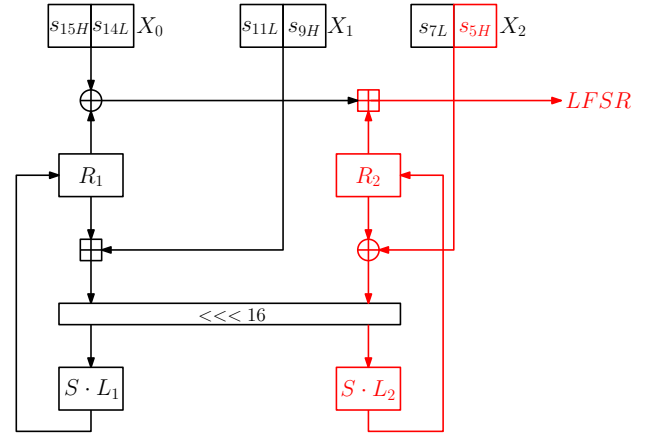 s15H s14L X0 s11L s9H X1 s7L s5H X2
LFSR
R1 R2
<<< 16
S · L1 S · L2